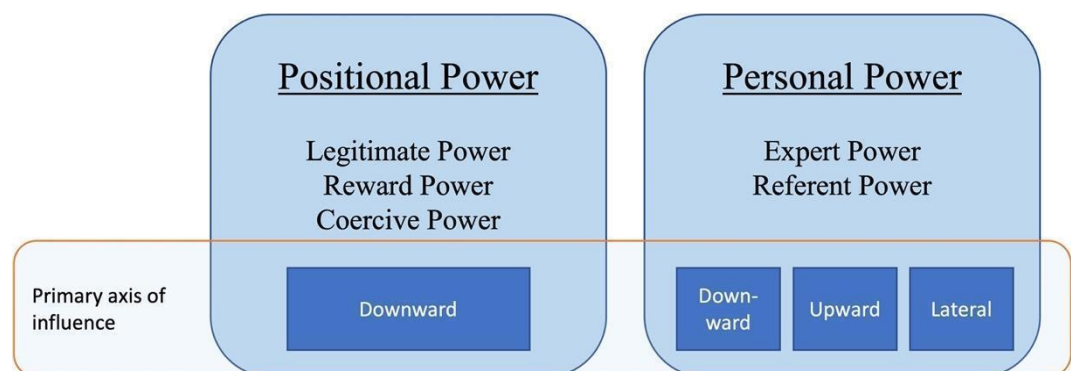 Positional Power
Legitimate Power
Reward Power
Coercive Power
Personal Power
Expert Power
Referent Power
Primary axis of
influence
Downward
Down-
ward
Upward
Lateral